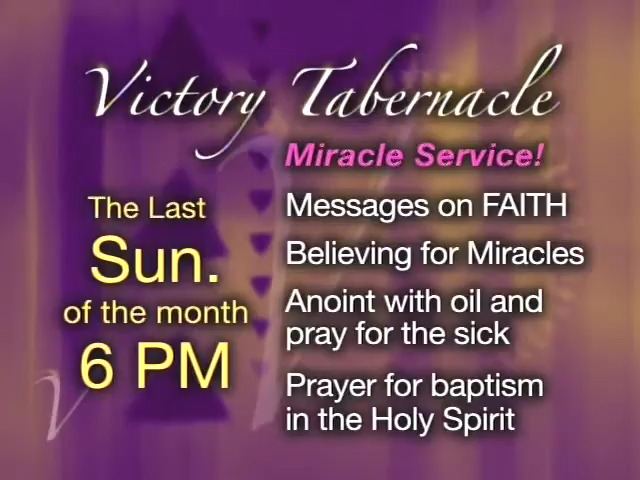 Victory Tabernacle
Miracle Service!
The Last
Sun.
of the month
6 PM
Messages on FAITH
Believing for Miracles
Anoint with oil and
pray for the sick
Prayer for baptism
in the Holy Spirit